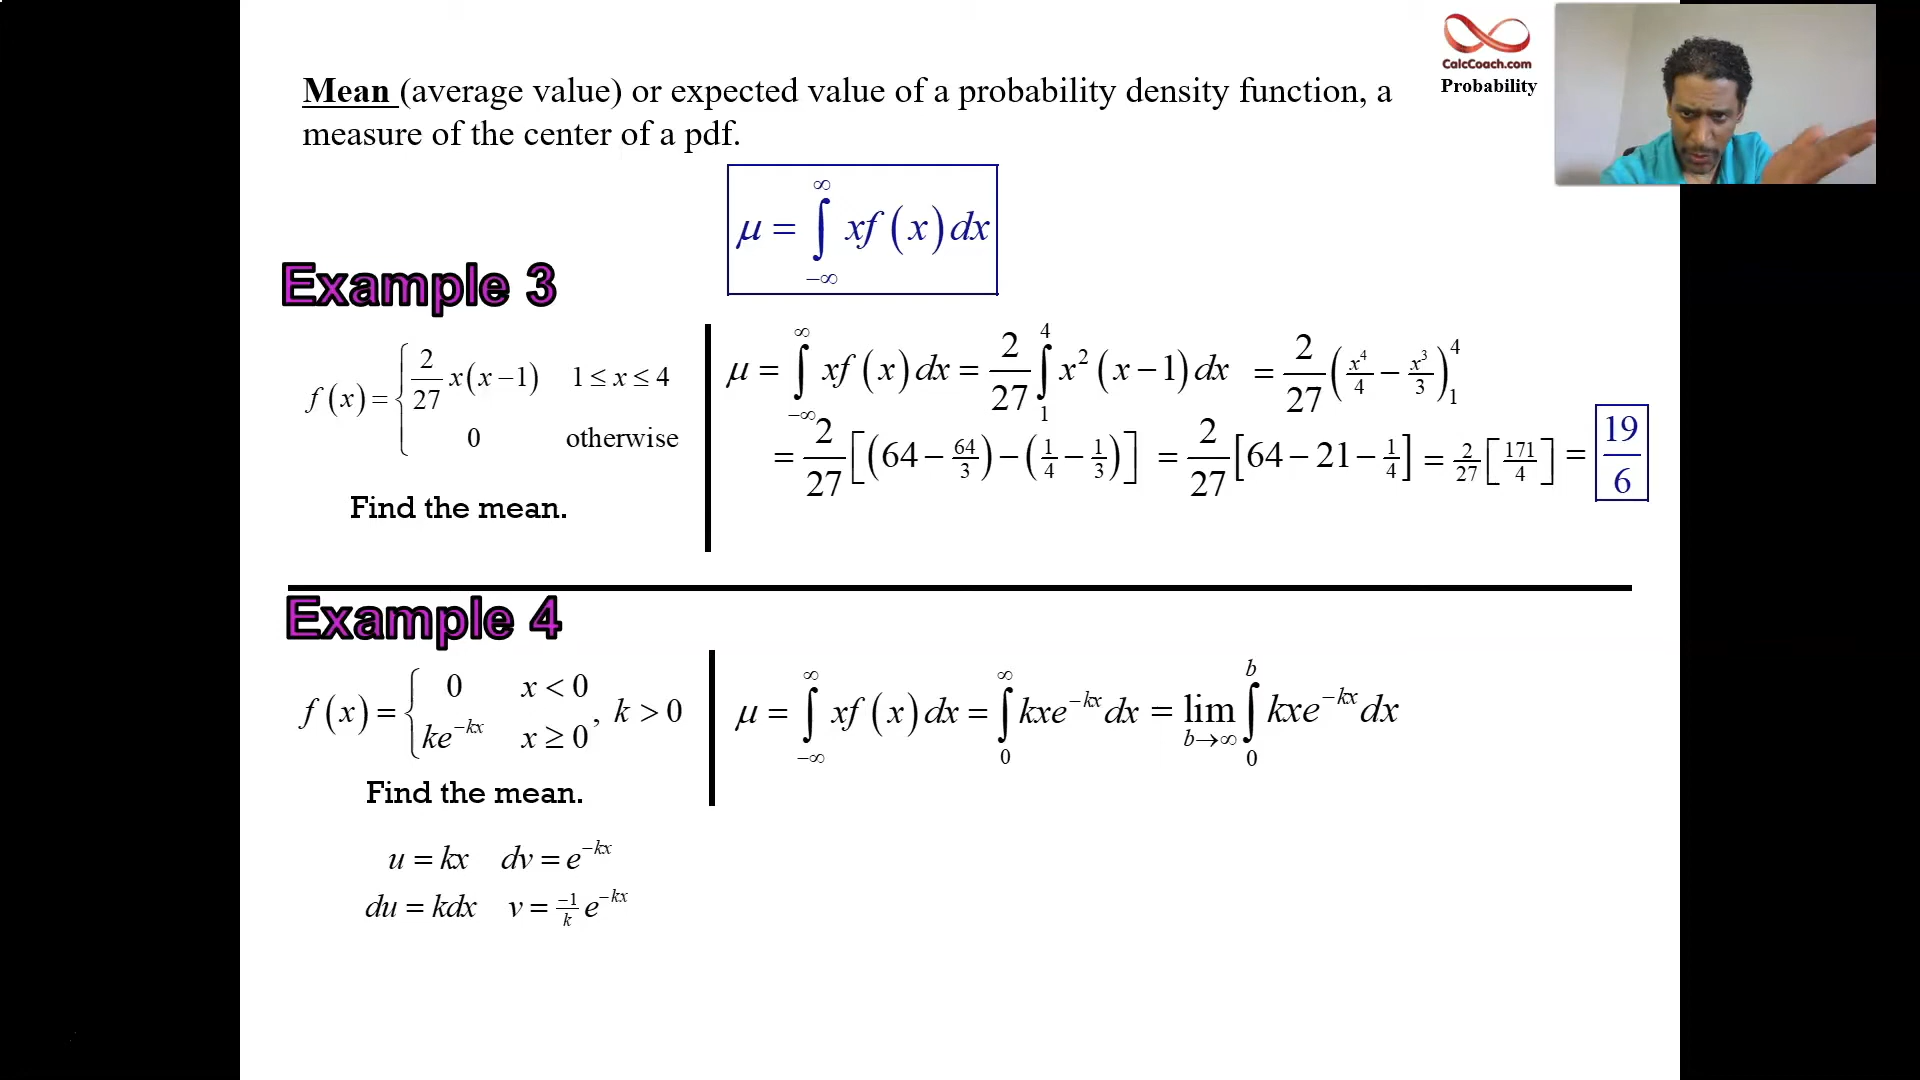 CalcCoach.com
Probability
Mean (average value) or expected value of a probability density function, a
measure of the center of a pdf.
μ = ∫_{−∞}^{∞} xf(x)dx
Example 3
f(x) = { 2/27 x(x−1) 1 ≤ x ≤ 4
0 otherwise
Find the mean.
μ = ∫_{−∞}^{∞} xf(x)dx = 2/27 ∫_{1}^{4} x²(x−1)dx = 2/27 (x⁴/4 − x³/3)_{1}^{4}
= 2/27 [(64 − 64/3) − (1/4 − 1/3)] = 2/27 [64 − 21 − 1/4] = 2/27 [171/4] = 19/6
Example 4
f(x) = { 0 x < 0
ke^{−kx} x ≥ 0 , k > 0
Find the mean.
μ = ∫_{−∞}^{∞} xf(x)dx = ∫_{0}^{∞} kxe^{−kx}dx = lim_{b→∞} ∫_{0}^{b} kxe^{−kx}dx
u = kx dv = e^{−kx}
du = kdx v = −1/k e^{−kx}